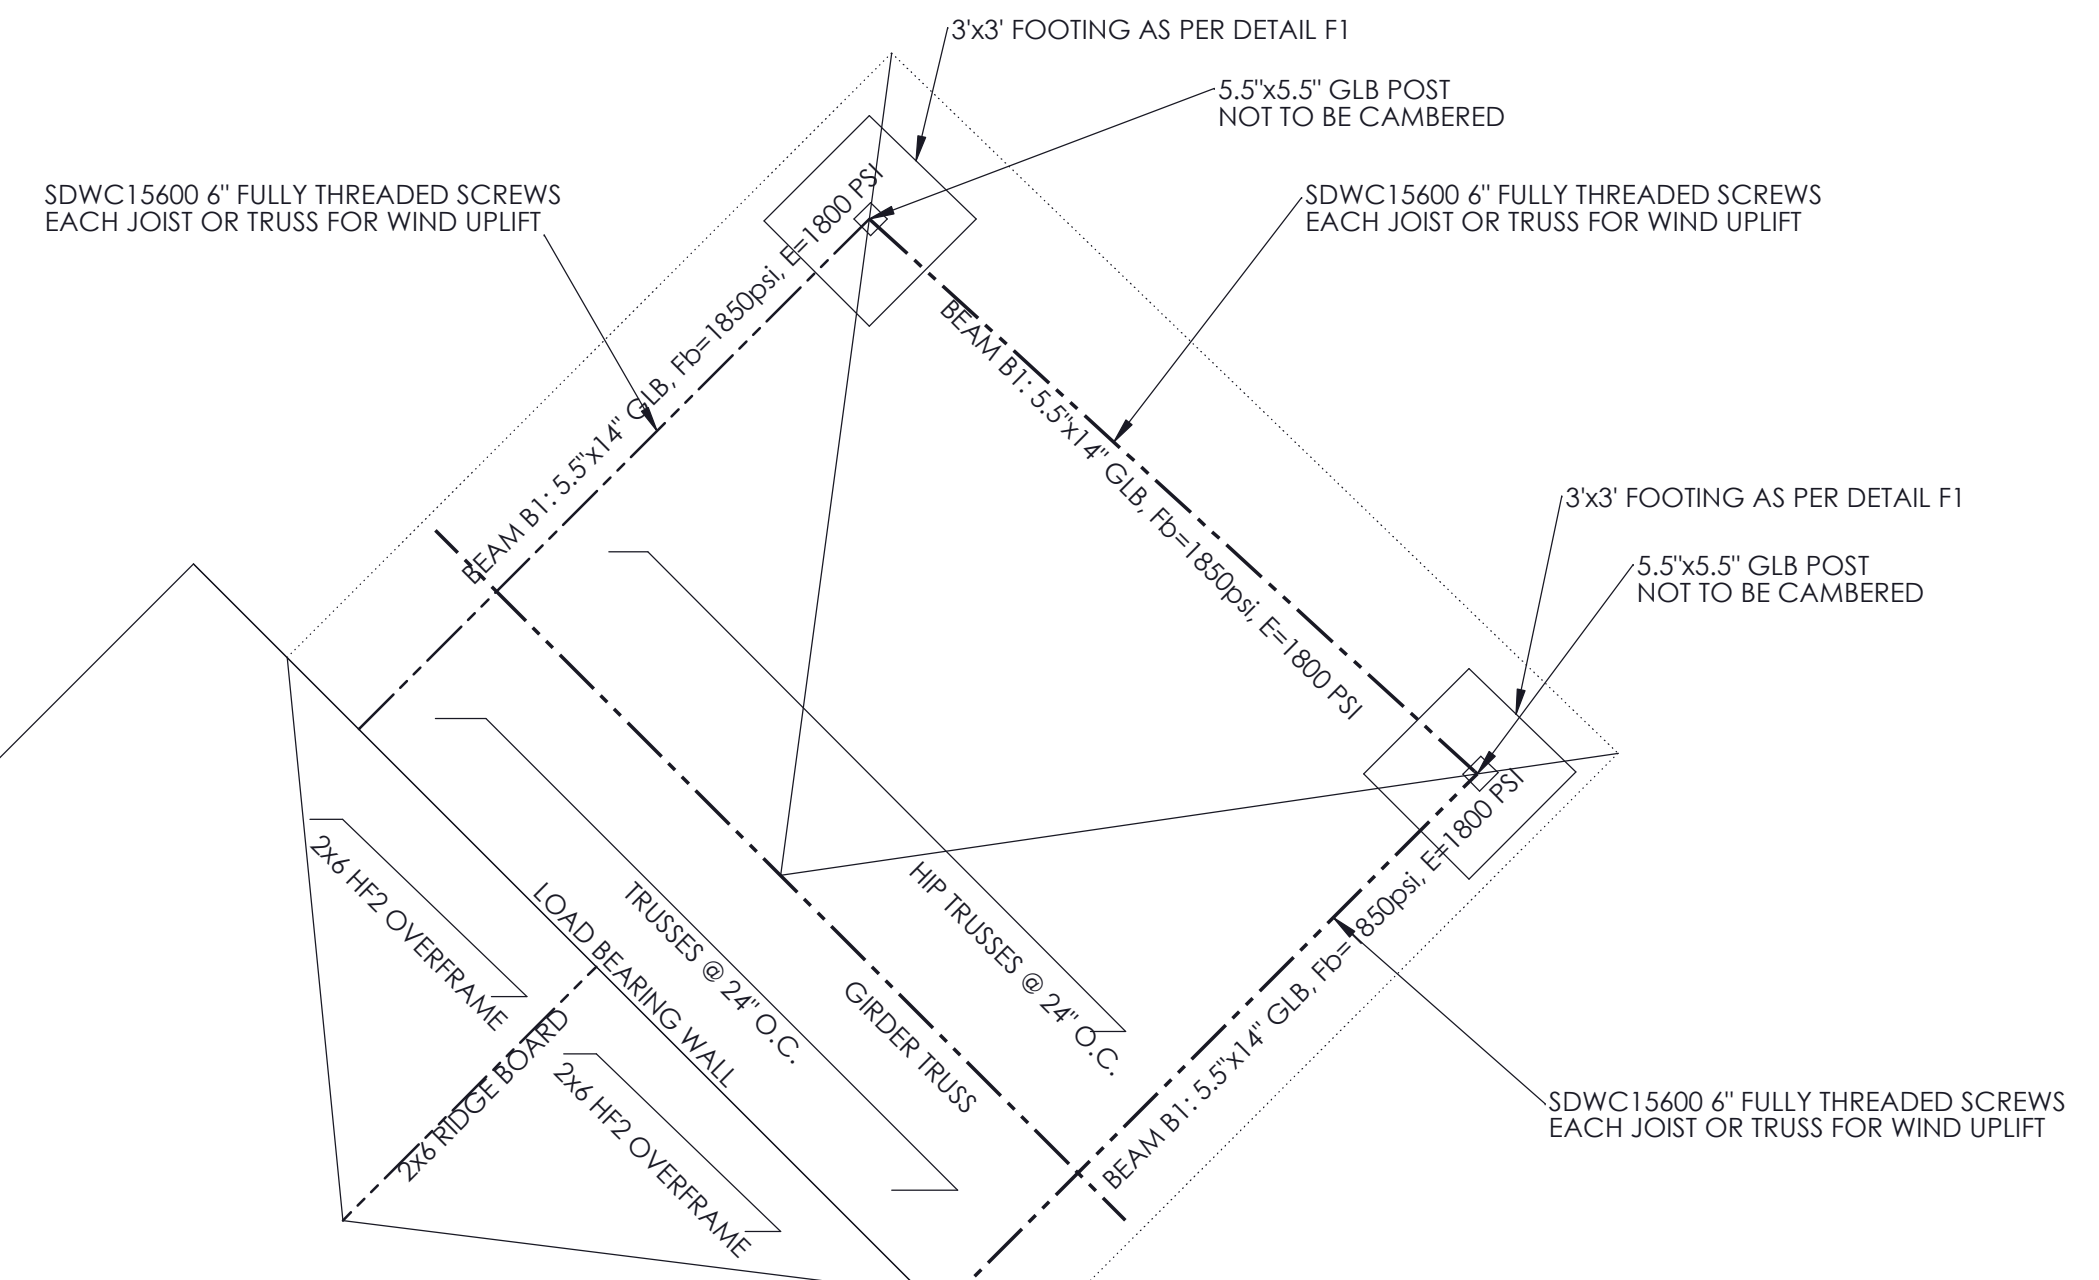 3'x3' FOOTING AS PER DETAIL F1
5.5"x5.5" GLB POST
NOT TO BE CAMBERED
SDWC15600 6" FULLY THREADED SCREWS
EACH JOIST OR TRUSS FOR WIND UPLIFT
SDWC15600 6" FULLY THREADED SCREWS
EACH JOIST OR TRUSS FOR WIND UPLIFT
BEAM B1: 5.5"x14" GLB, Fb=1850psi, E=1800 PSI
BEAM B1: 5.5"x14" GLB, Fb=1850psi, E=1800 PSI
3'x3' FOOTING AS PER DETAIL F1
5.5"x5.5" GLB POST
NOT TO BE CAMBERED
2x6 HF2 OVERFRAME
LOAD BEARING WALL
TRUSSES @ 24" O.C.
GIRDER TRUSS
HIP TRUSSES @ 24" O.C.
BEAM B1: 5.5"x14" GLB, Fb=1850psi, E=1800 PSI
2x6 RIDGE BOARD
2x6 HF2 OVERFRAME
SDWC15600 6" FULLY THREADED SCREWS
EACH JOIST OR TRUSS FOR WIND UPLIFT